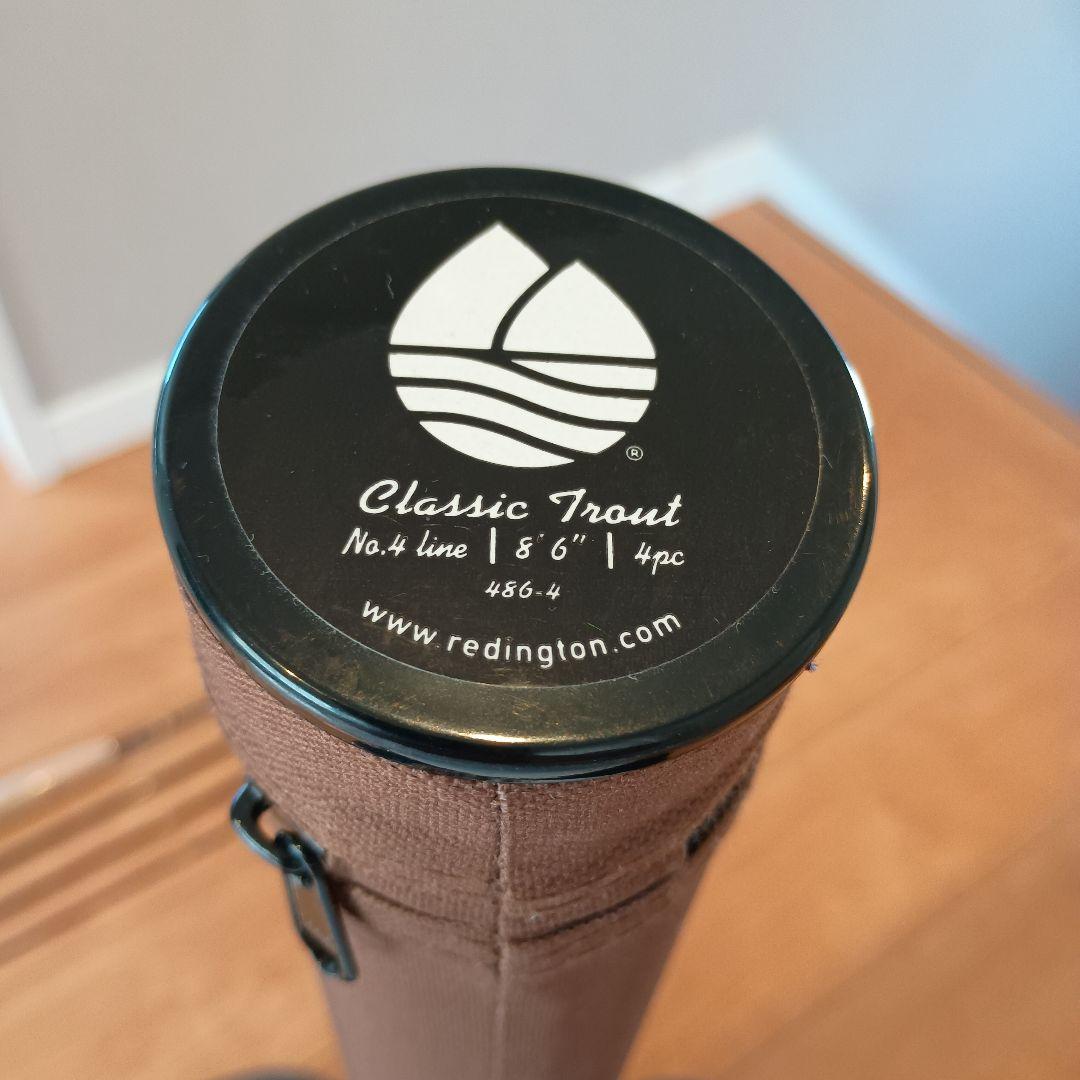 ®
Classic Trout
No.4 line | 8' 6" | 4pc
486-4
www.redington.com